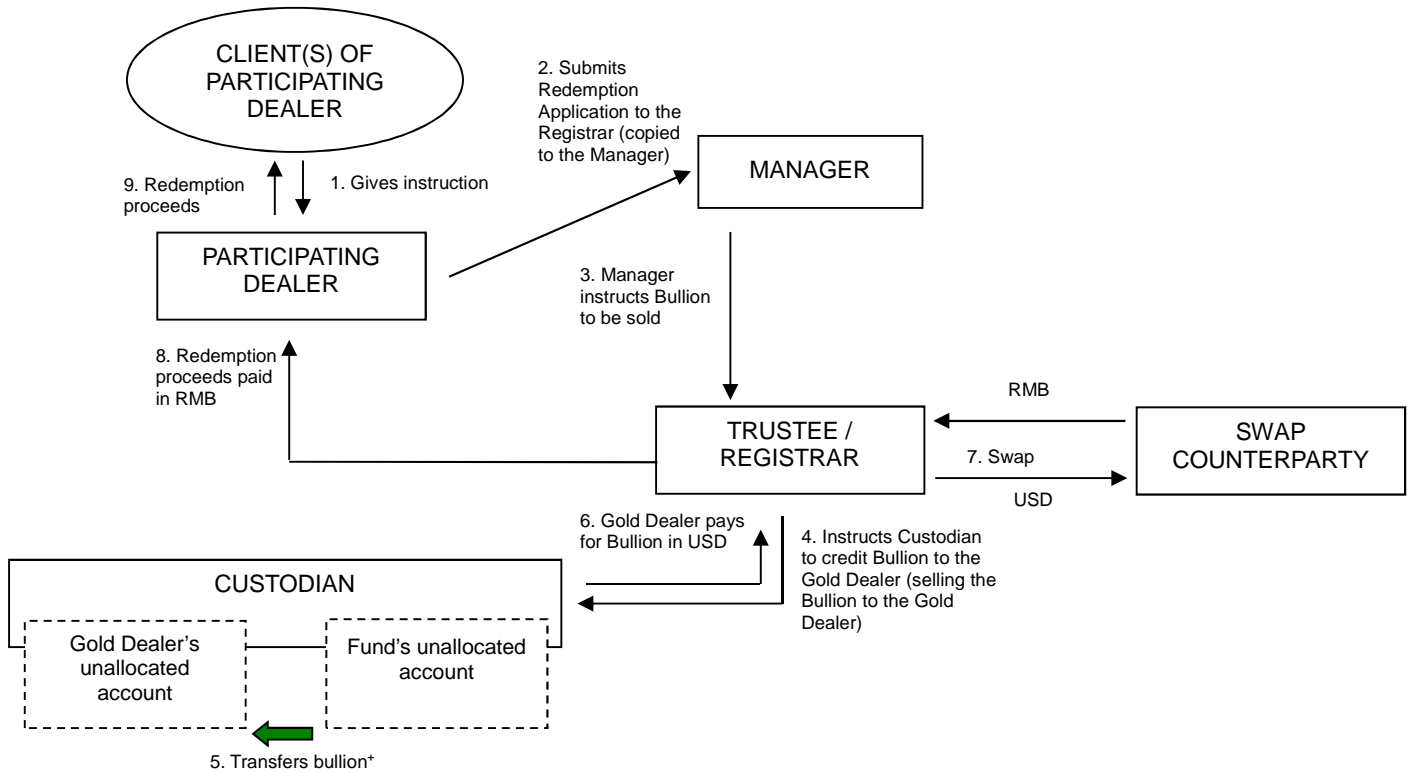 CLIENT(S) OF
PARTICIPATING
DEALER
2. Submits
Redemption
Application to the
Registrar (copied
to the Manager)
MANAGER
9. Redemption
proceeds
1. Gives instruction
PARTICIPATING
DEALER
3. Manager
instructs Bullion
to be sold
8. Redemption
proceeds paid
in RMB
TRUSTEE /
REGISTRAR
RMB
7. Swap
USD
SWAP
COUNTERPARTY
6. Gold Dealer pays
for Bullion in USD
4. Instructs Custodian
to credit Bullion to the
Gold Dealer (selling the
Bullion to the Gold
Dealer)
CUSTODIAN
Gold Dealer’s
unallocated
account
Fund’s unallocated
account
5. Transfers bullion⁺